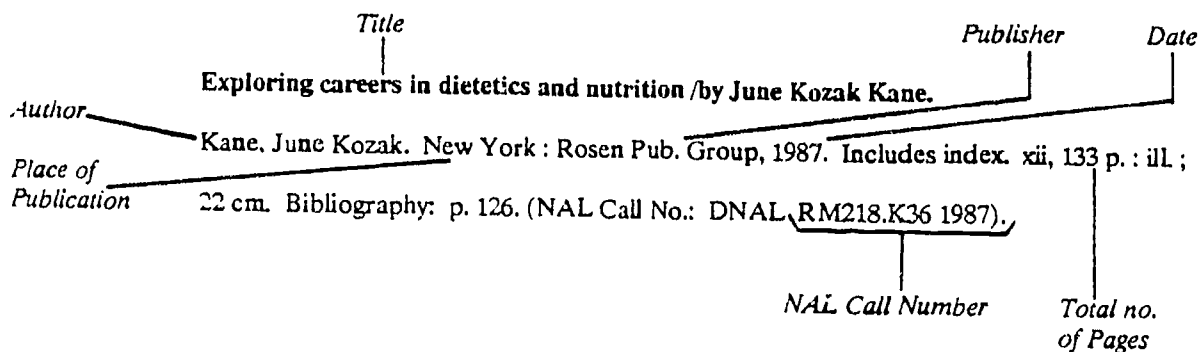 Title
Publisher
Date
Exploring careers in dietetics and nutrition /by June Kozak Kane.
Author
Kane, June Kozak. New York : Rosen Pub. Group, 1987. Includes index. xii, 133 p. : ill. ;
Place of
Publication
22 cm. Bibliography: p. 126. (NAL Call No.: DNAL RM218.K36 1987).
NAL Call Number
Total no.
of Pages